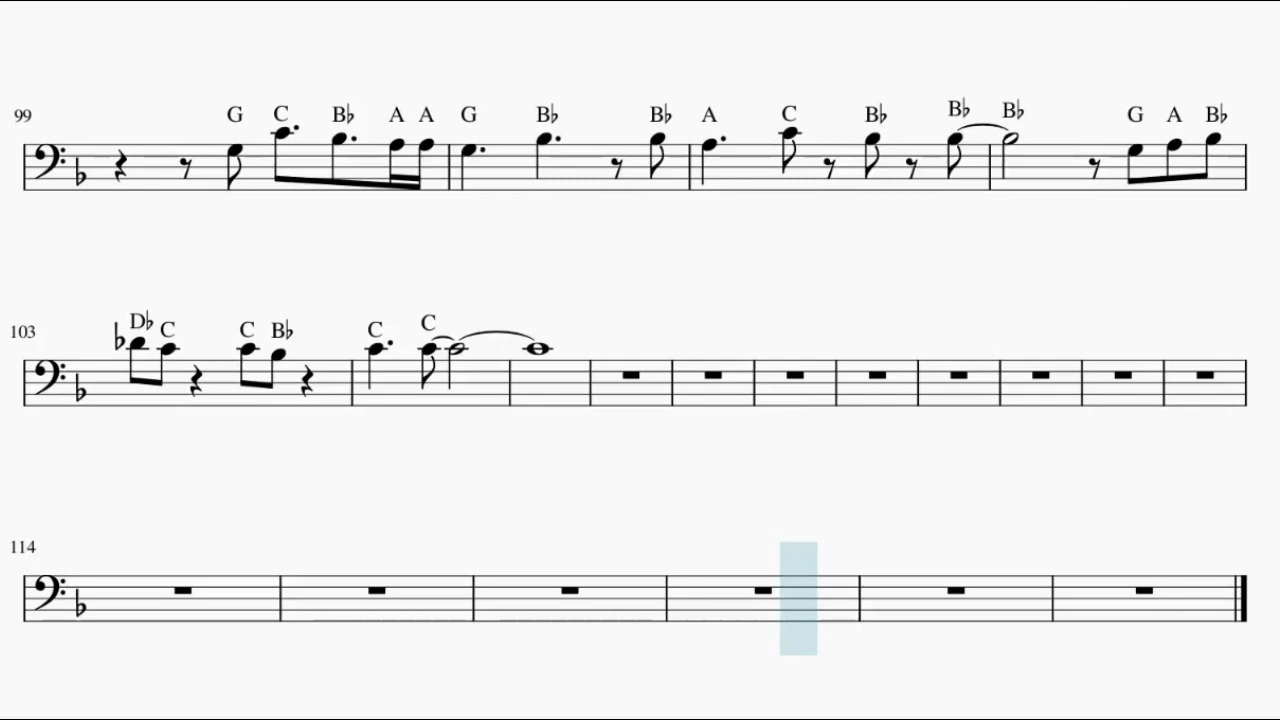 99 G C B♭ A A G B♭ B♭ A C B♭ B♭ B♭ G A B♭
103 D♭ C C B♭ C C
114